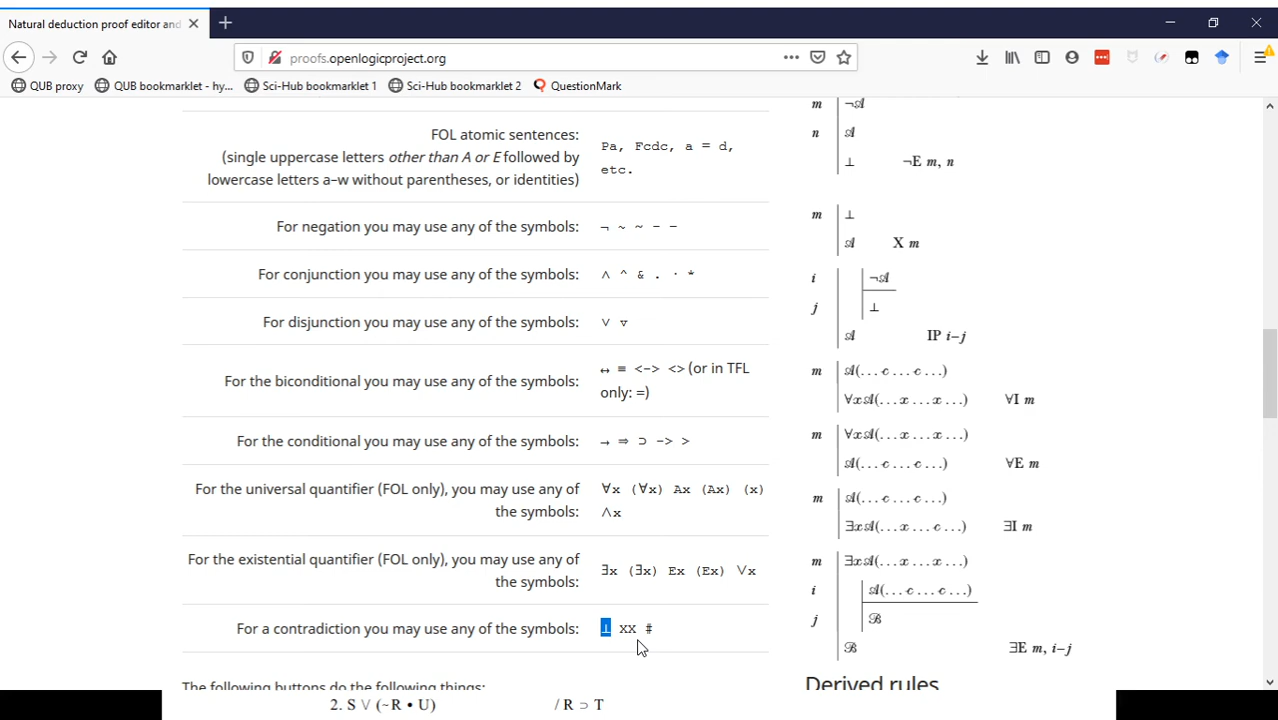 Natural deduction proof editor and
proofs.openlogicproject.org
QUB proxy
QUB bookmarklet - hy...
Sci-Hub bookmarklet 1
Sci-Hub bookmarklet 2
QuestionMark
FOL atomic sentences:
(single uppercase letters other than A or E followed by
lowercase letters a–w without parentheses, or identities)
Pa, Fcdc, a = d,
etc.
For negation you may use any of the symbols: ¬ ~ ∼ - −
For conjunction you may use any of the symbols: ∧ ^ & . · *
For disjunction you may use any of the symbols: ∨ ▿
For the biconditional you may use any of the symbols:
↔ ≡ <-> <> (or in TFL
only: =)
For the conditional you may use any of the symbols: → ⇒ ⊃ -> >
For the universal quantifier (FOL only), you may use any of
the symbols:
∀x (∀x) Ax (Ax) (x)
⋀x
For the existential quantifier (FOL only), you may use any of
the symbols:
∃x (∃x) Ex (Ex) ⋁x
For a contradiction you may use any of the symbols: ⊥ XX #
The following buttons do the following things:
m ¬𝒜
n 𝒜
⊥ ¬E m, n
m ⊥
𝒜 X m
i ¬𝒜
j ⊥
𝒜 IP i–j
m 𝒜(…c…c…)
∀x𝒜(…x…x…) ∀I m
m ∀x𝒜(…x…x…)
𝒜(…c…c…) ∀E m
m 𝒜(…c…c…)
∃x𝒜(…x…c…) ∃I m
m ∃x𝒜(…x…x…)
i 𝒜(…c…c…)
j ℬ
ℬ ∃E m, i–j
Derived rules
2. S ∨ (~R • U) / R ⊃ T